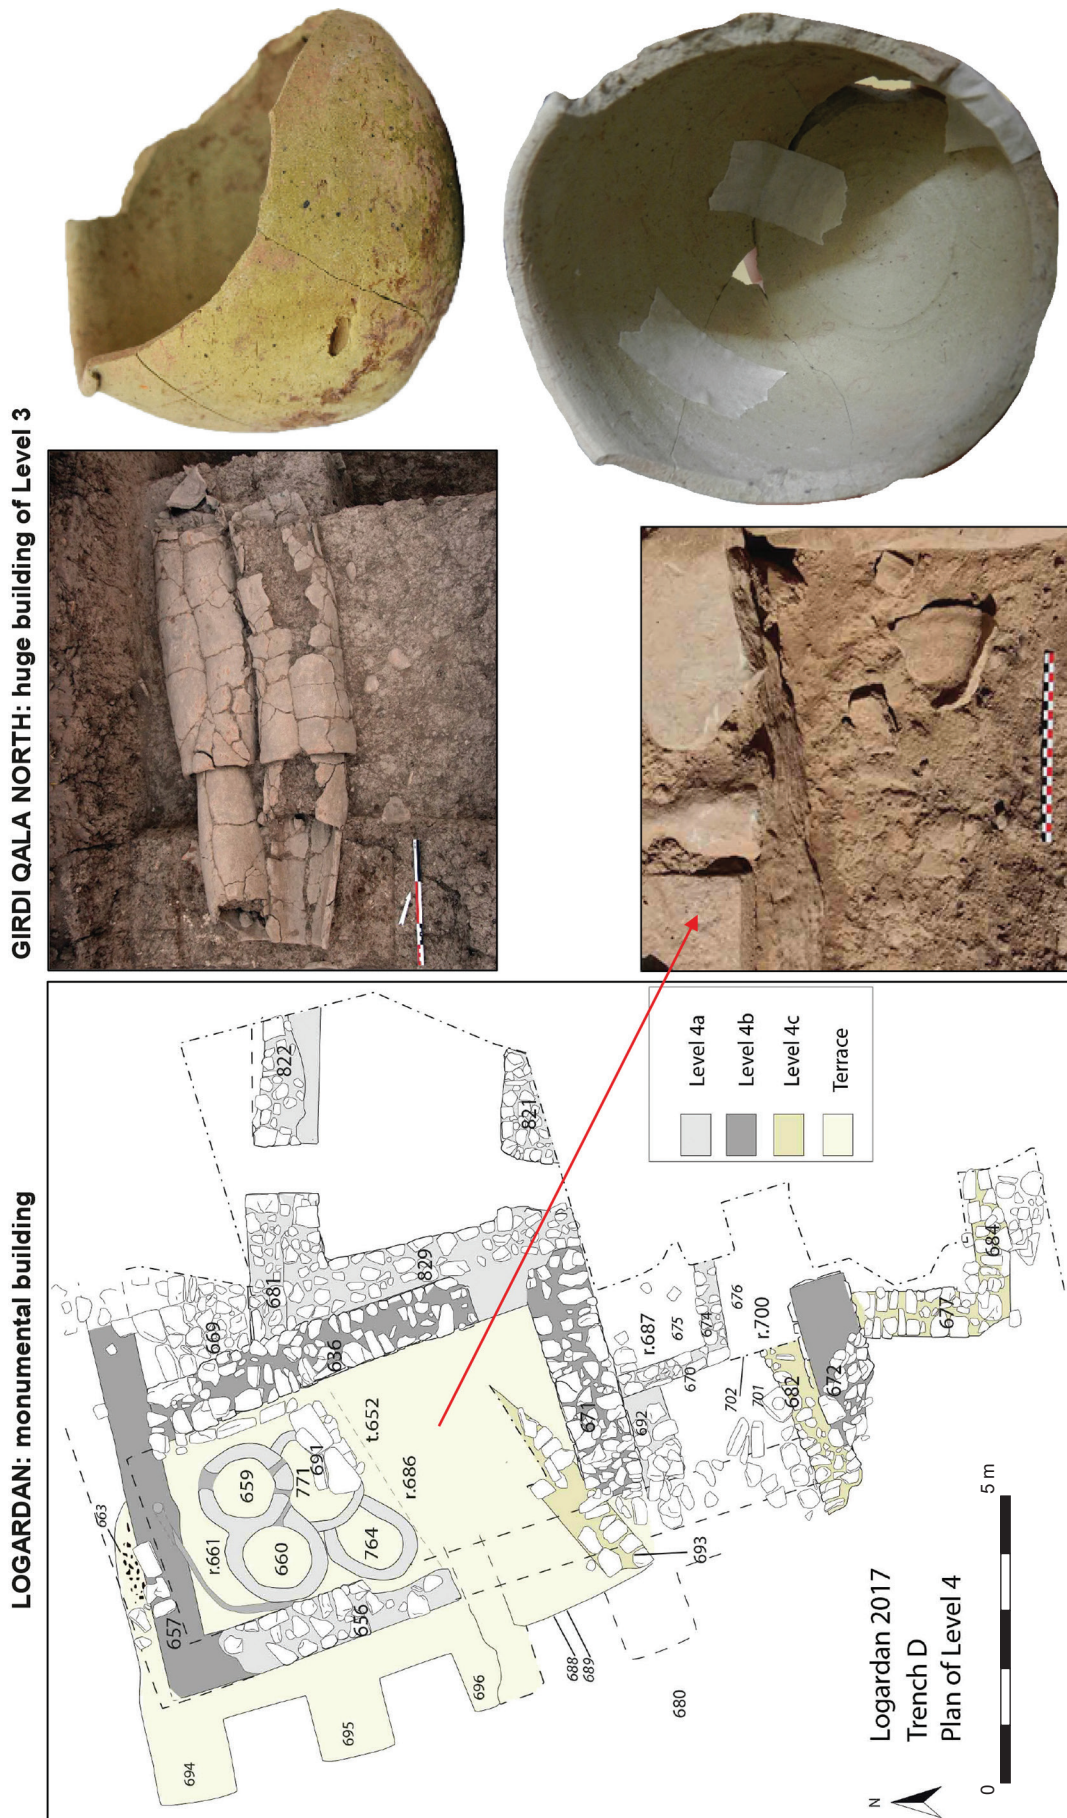 LOGARDAN: monumental building
GIRDI QALA NORTH: huge building of Level 3
663
657
669
681
822
r.661
659
636
829
821
660
771
691
656
764
t.652
r.686
694
695
696
671
688
689
693
680
692
r.687
675
674
670
676
702
701
r.700
682
672
677
684
Level 4a
Level 4b
Level 4c
Terrace
Logardan 2017
Trench D
Plan of Level 4
N
0
5 m